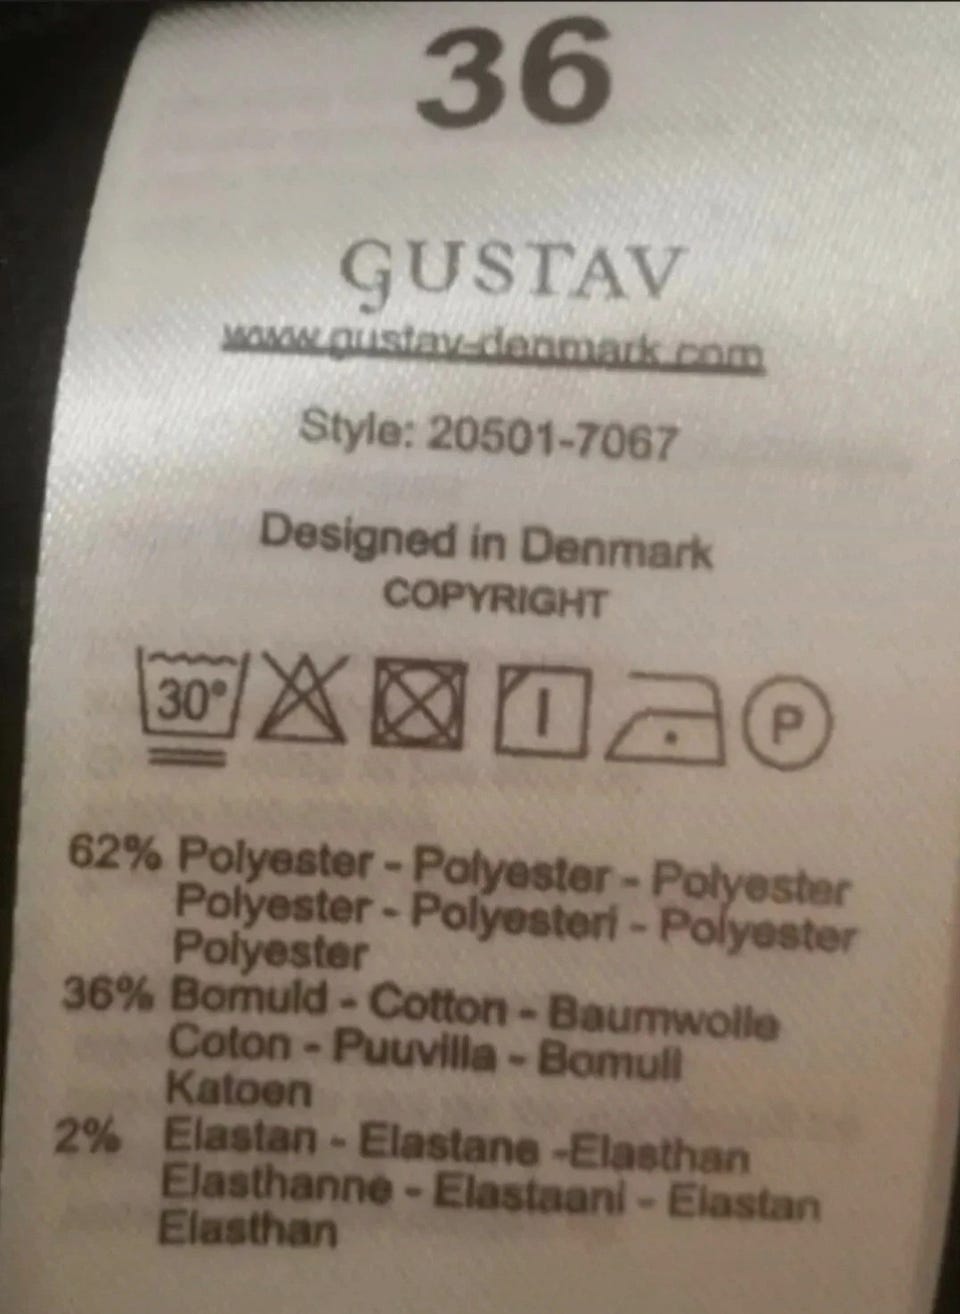 36
GUSTAV
www.gustav-denmark.com
Style: 20501-7067
Designed in Denmark
COPYRIGHT
30° I P
62% Polyester - Polyester - Polyester
Polyester - Polyesteri - Polyester
Polyester
36% Bomuld - Cotton - Baumwolle
Coton - Puuvilla - Bomull
Katoen
2% Elastan - Elastane -Elasthan
Elasthanne - Elastaani - Elastan
Elasthan